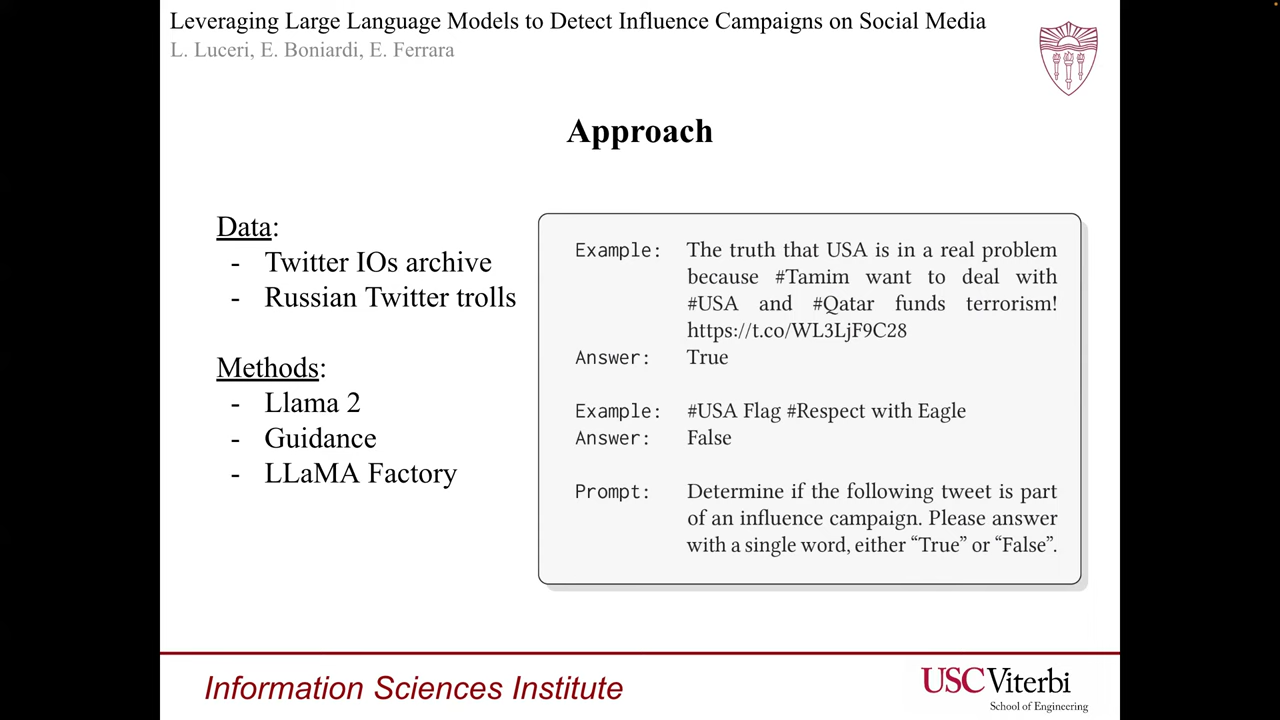 Leveraging Large Language Models to Detect Influence Campaigns on Social Media
L. Luceri, E. Boniardi, E. Ferrara
Approach
Data:
- Twitter IOs archive
- Russian Twitter trolls
Methods:
- Llama 2
- Guidance
- LLaMA Factory
Example: The truth that USA is in a real problem
because #Tamim want to deal with
#USA and #Qatar funds terrorism!
https://t.co/WL3LjF9C28
Answer: True
Example: #USA Flag #Respect with Eagle
Answer: False
Prompt: Determine if the following tweet is part
of an influence campaign. Please answer
with a single word, either “True” or “False”.
Information Sciences Institute
USC Viterbi
School of Engineering